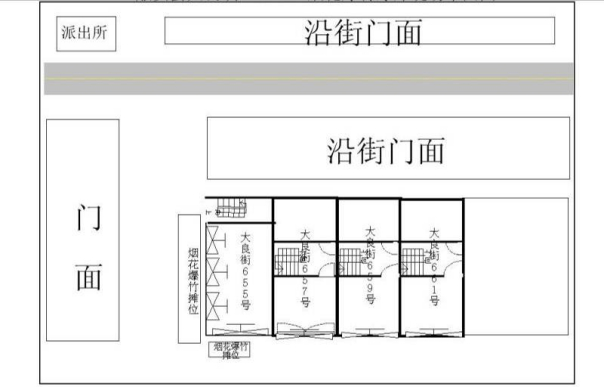 派出所
沿街门面
沿街门面
门面
烟花爆竹摊位
大良街655号
大良街657号
大良街659号
大良街661号
烟花爆竹
摊位